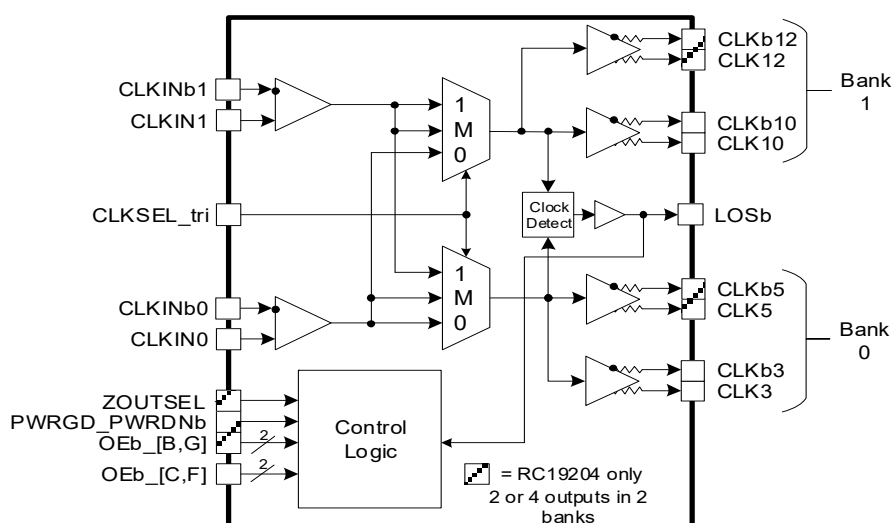 CLKb12
CLK12
Bank
1
CLKINb1
CLKIN1
1
M
0
CLKb10
CLK10
CLKSEL_tri
Clock
Detect
LOSb
1
M
0
CLKb5
CLK5
CLKINb0
CLKIN0
Bank
0
CLKb3
CLK3
ZOUTSEL
PWRGD_PWRDNb
OEb_[B,G]
2
OEb_[C,F]
2
Control
Logic
= RC19204 only
2 or 4 outputs in 2
banks